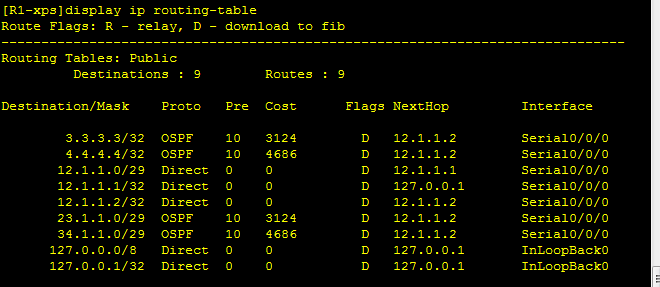 [R1-xps]display ip routing-table
Route Flags: R - relay, D - download to fib
------------------------------------------------------------------------------
Routing Tables: Public
         Destinations : 9        Routes : 9
Destination/Mask    Proto  Pre  Cost      Flags NextHop         Interface
        3.3.3.3/32  OSPF   10   3124        D   12.1.1.2        Serial0/0/0
        4.4.4.4/32  OSPF   10   4686        D   12.1.1.2        Serial0/0/0
       12.1.1.0/29  Direct 0    0           D   12.1.1.1        Serial0/0/0
       12.1.1.1/32  Direct 0    0           D   127.0.0.1       Serial0/0/0
       12.1.1.2/32  Direct 0    0           D   12.1.1.2        Serial0/0/0
       23.1.1.0/29  OSPF   10   3124        D   12.1.1.2        Serial0/0/0
       34.1.1.0/29  OSPF   10   4686        D   12.1.1.2        Serial0/0/0
      127.0.0.0/8   Direct 0    0           D   127.0.0.1       InLoopBack0
      127.0.0.1/32  Direct 0    0           D   127.0.0.1       InLoopBack0